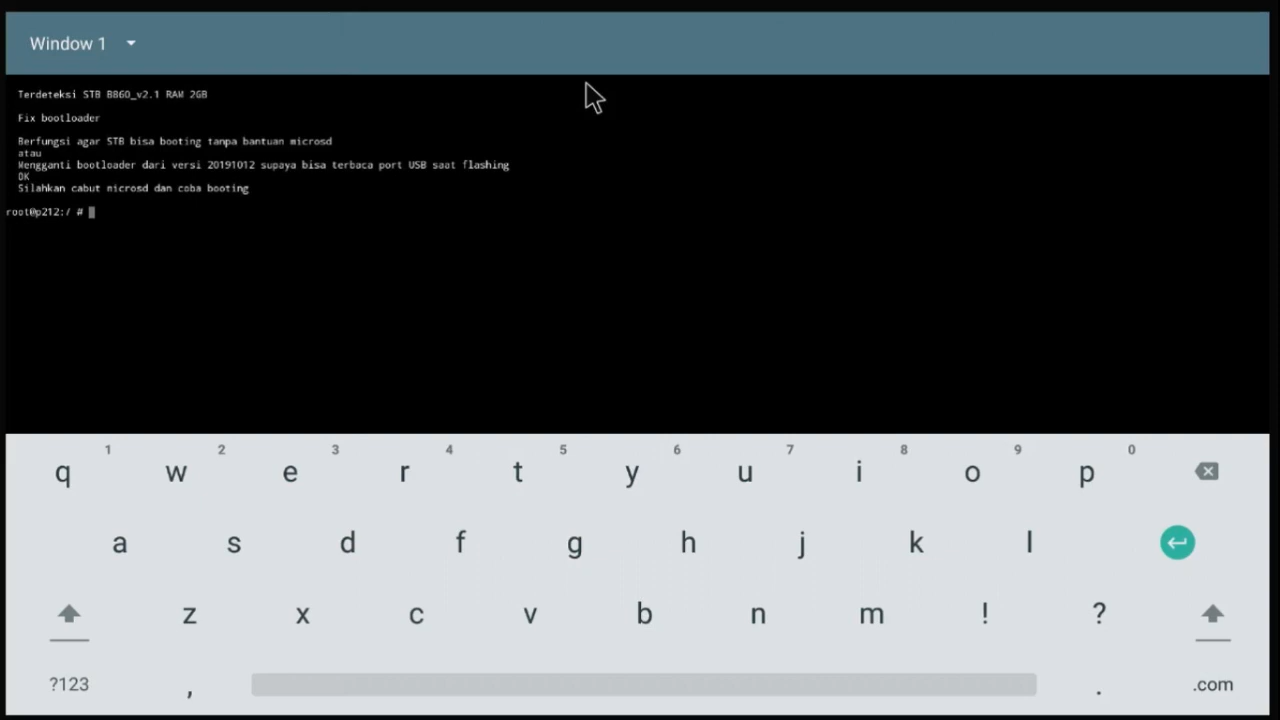 Window 1
Terdeteksi STB B860_v2.1 RAM 2GB
Fix bootloader
Berfungsi agar STB bisa booting tanpa bantuan microsd
atau
Mengganti bootloader dari versi 20191012 supaya bisa terbaca port USB saat flashing
OK
Silahkan cabut microsd dan coba booting
root@p212:/ #
1 2 3 4 5 6 7 8 9 0
q w e r t y u i o p
a s d f g h j k l
z x c v b n m ! ?
?123 , . .com